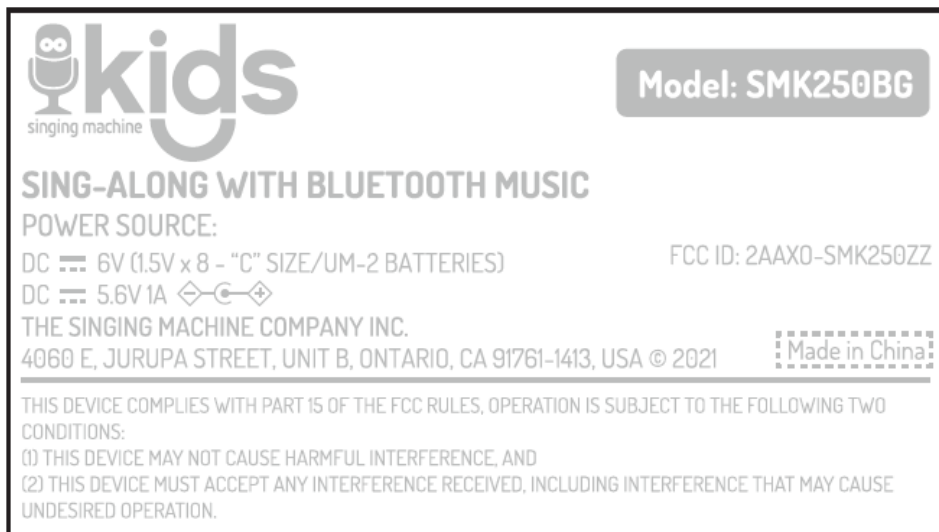 kids
singing machine
Model: SMK250BG
SING-ALONG WITH BLUETOOTH MUSIC
POWER SOURCE:
DC 6V (1.5V x 8 - “C” SIZE/UM-2 BATTERIES)
FCC ID: 2AAXO-SMK250ZZ
DC 5.6V 1A
THE SINGING MACHINE COMPANY INC.
4060 E, JURUPA STREET, UNIT B, ONTARIO, CA 91761-1413, USA © 2021
Made in China
THIS DEVICE COMPLIES WITH PART 15 OF THE FCC RULES, OPERATION IS SUBJECT TO THE FOLLOWING TWO
CONDITIONS:
(1) THIS DEVICE MAY NOT CAUSE HARMFUL INTERFERENCE, AND
(2) THIS DEVICE MUST ACCEPT ANY INTERFERENCE RECEIVED, INCLUDING INTERFERENCE THAT MAY CAUSE
UNDESIRED OPERATION.